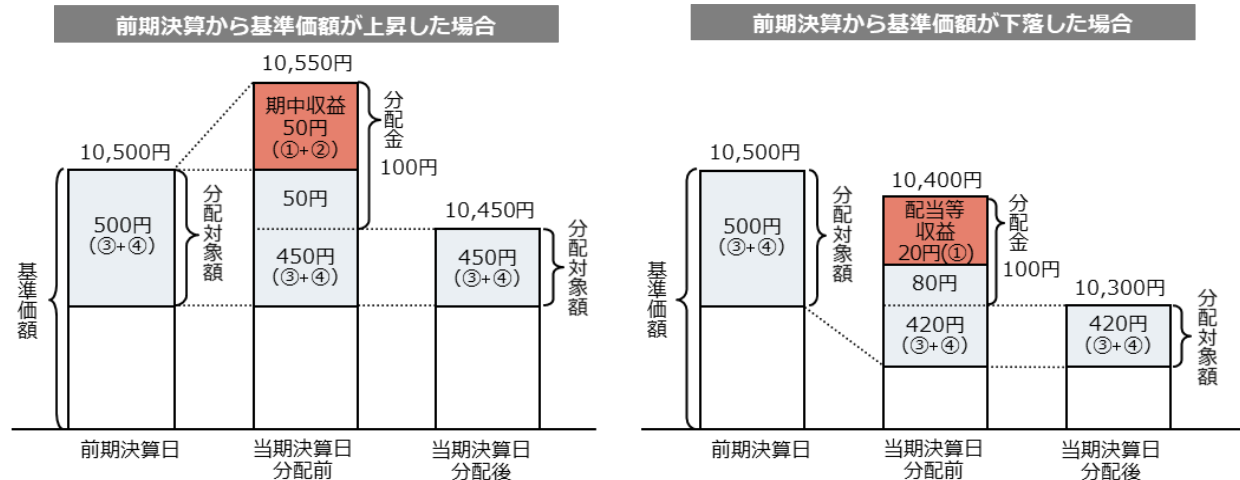 前期決算から基準価額が上昇した場合
10,550円
期中収益
50円
(①+②)
分配金
100円
10,500円
500円
(③+④)
分配対象額
50円
450円
(③+④)
10,450円
450円
(③+④)
分配対象額
基準価額
前期決算日
当期決算日
分配前
当期決算日
分配後
前期決算から基準価額が下落した場合
10,500円
500円
(③+④)
分配対象額
10,400円
配当等
収益
20円(①)
分配金
100円
80円
420円
(③+④)
10,300円
420円
(③+④)
分配対象額
基準価額
前期決算日
当期決算日
分配前
当期決算日
分配後